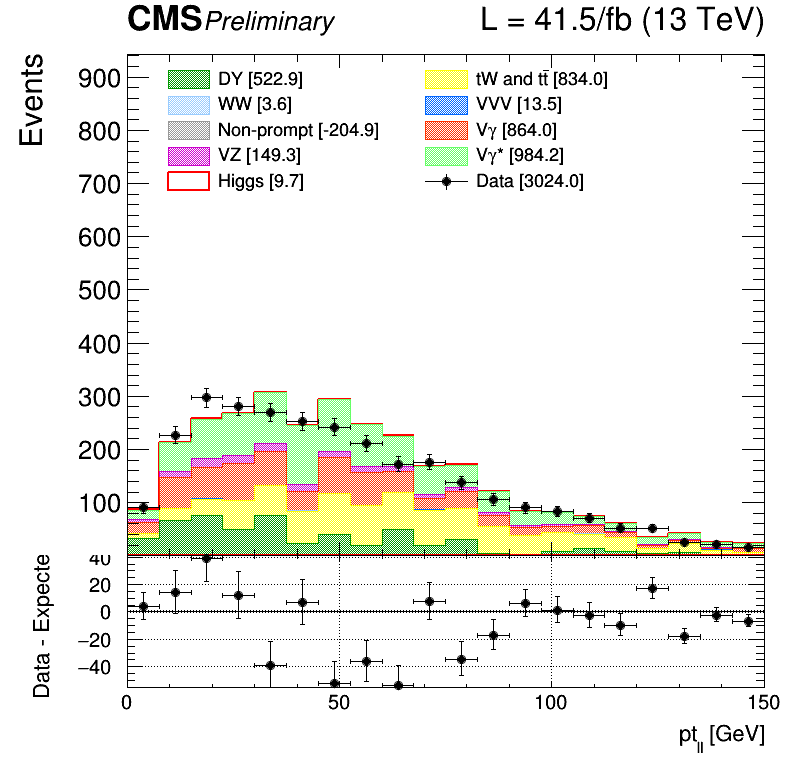 CMS Preliminary L = 41.5/fb (13 TeV)
Events
900
800
700
600
500
400
300
200
100
DY [522.9]
WW [3.6]
Non-prompt [-204.9]
VZ [149.3]
Higgs [9.7]
tW and tt̄ [834.0]
VVV [13.5]
Vγ [864.0]
Vγ* [984.2]
Data [3024.0]
Data - Expecte
40
20
0
−20
−40
0 50 100 150
pt_ll [GeV]